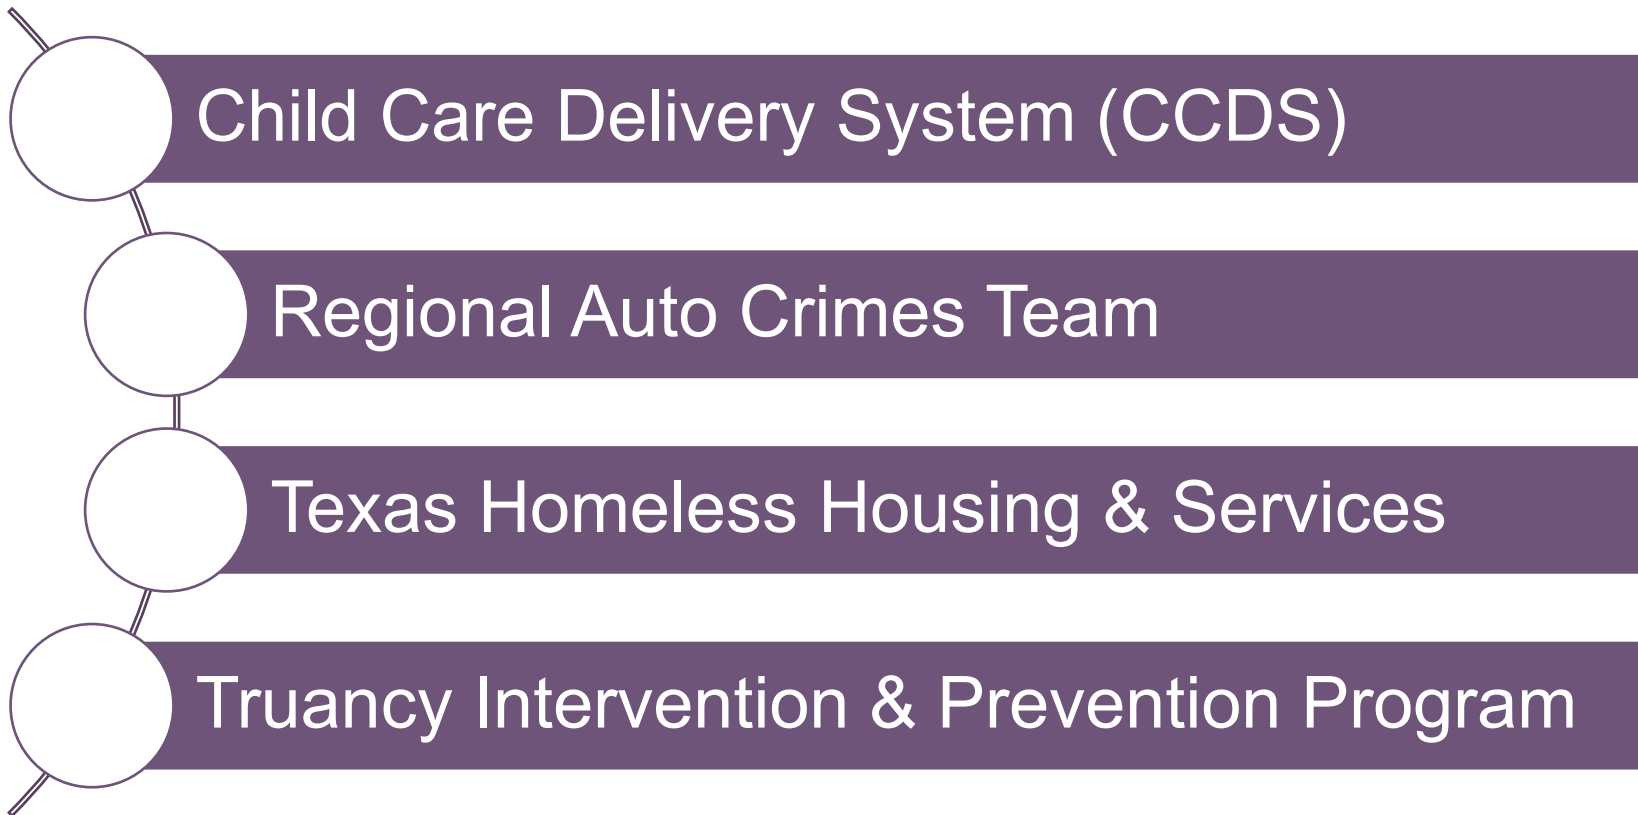 Child Care Delivery System (CCDS)
Regional Auto Crimes Team
Texas Homeless Housing & Services
Truancy Intervention & Prevention Program